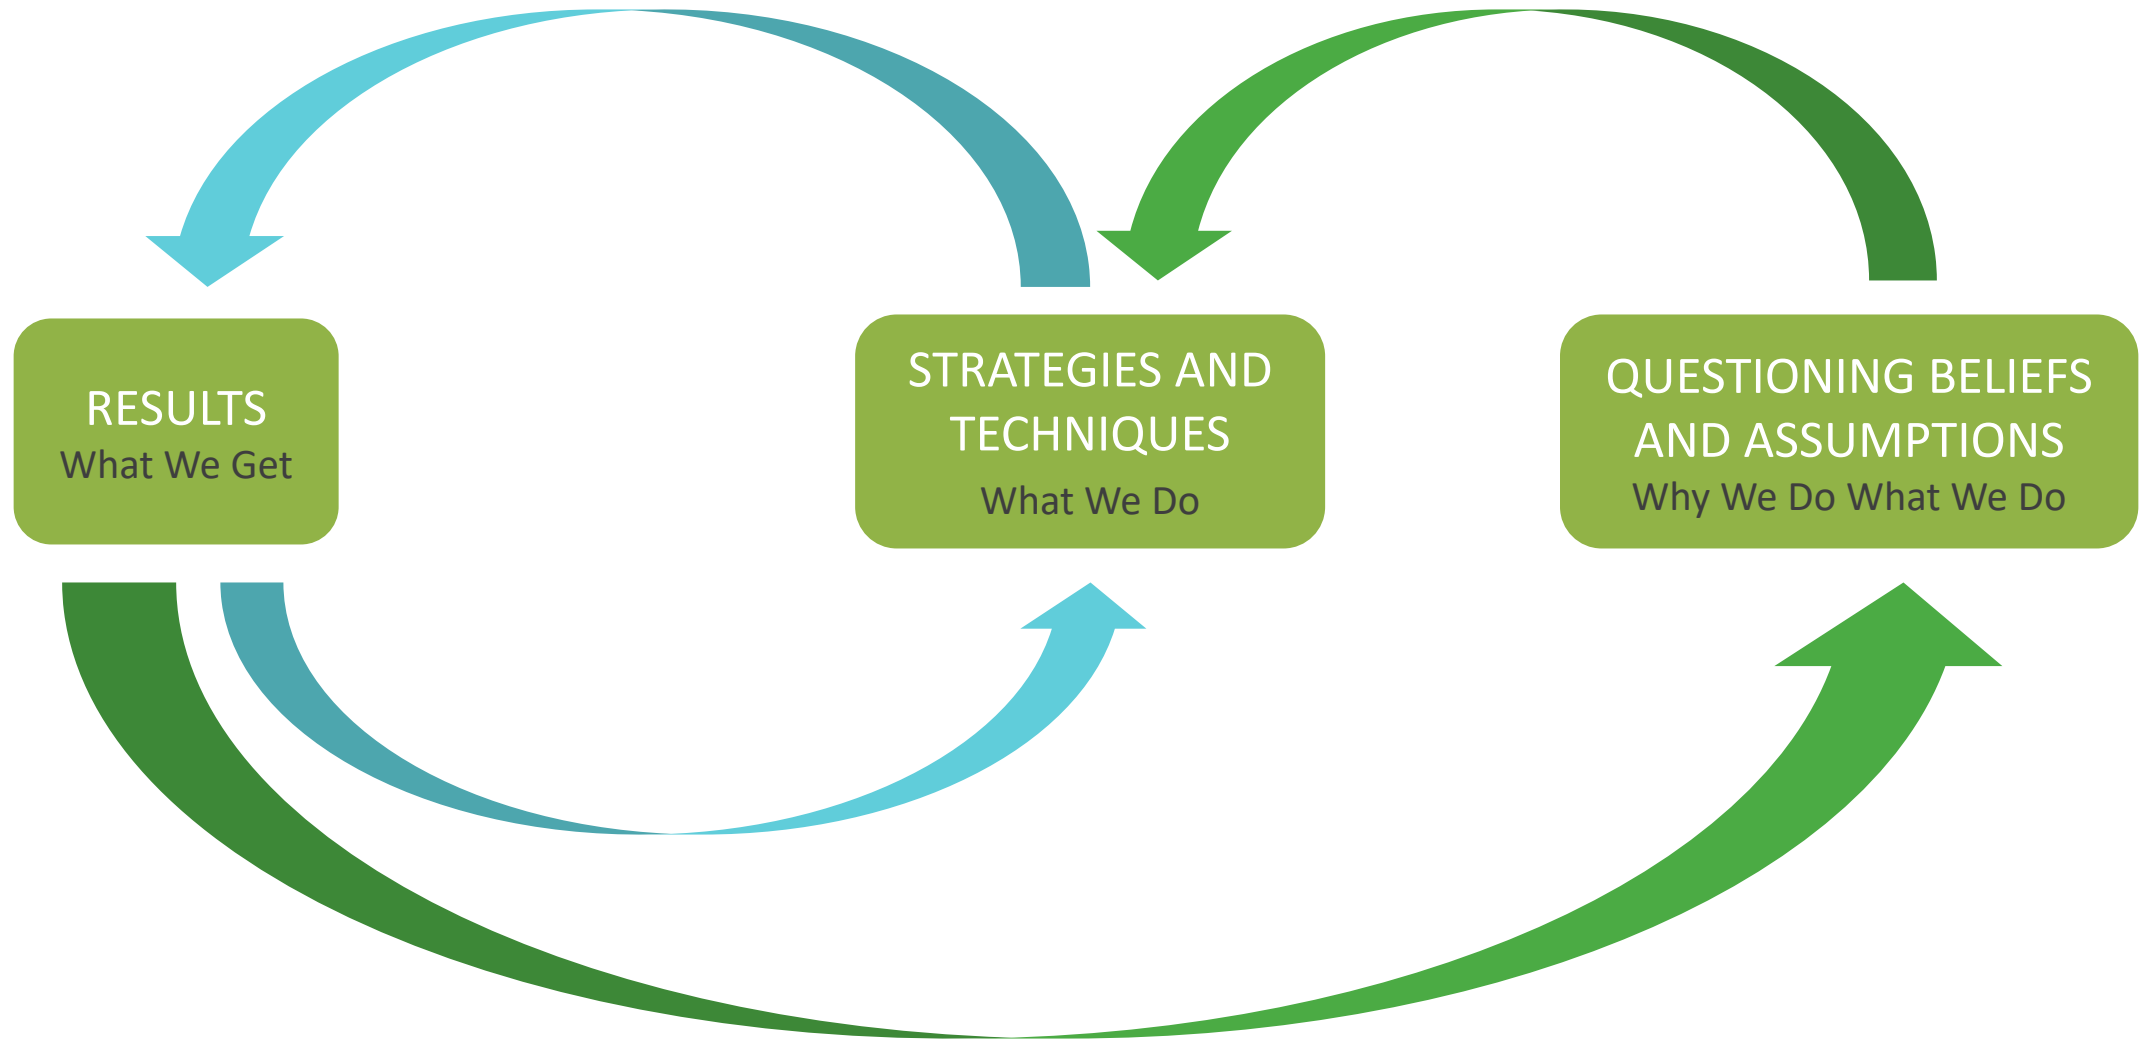 RESULTS
What We Get
STRATEGIES AND
TECHNIQUES
What We Do
QUESTIONING BELIEFS
AND ASSUMPTIONS
Why We Do What We Do